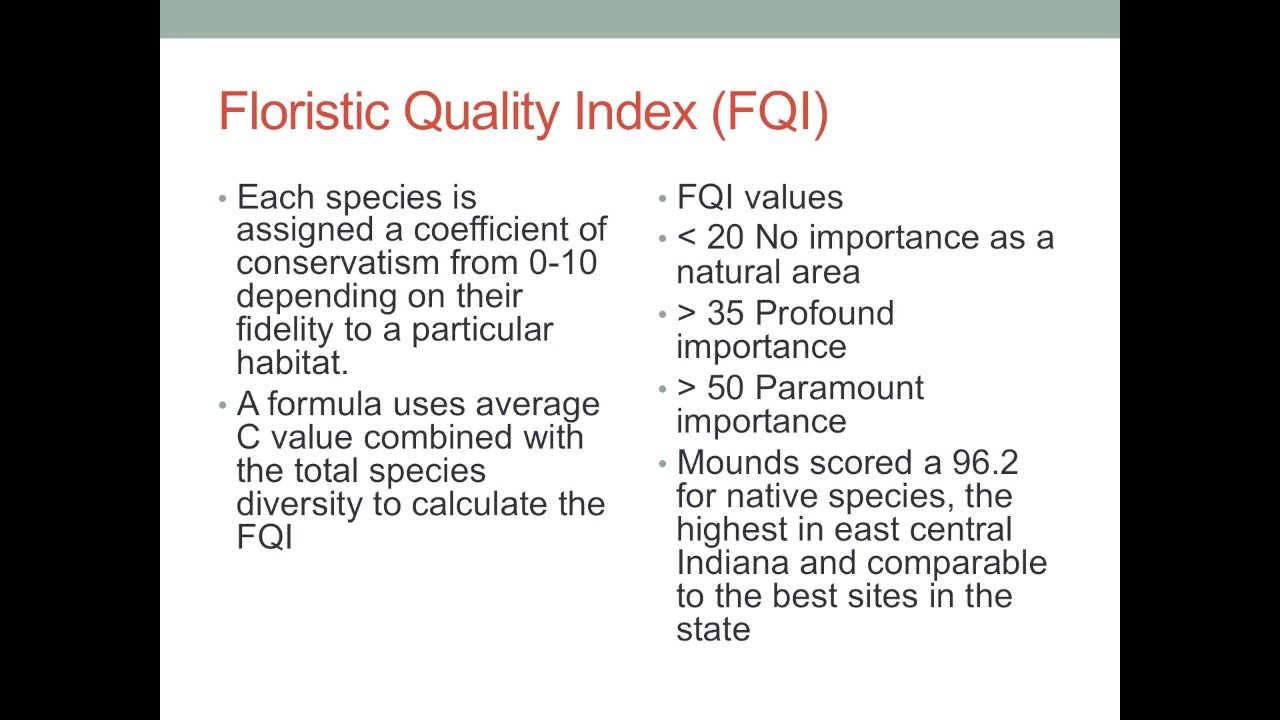 Floristic Quality Index (FQI)
• Each species is
assigned a coefficient of
conservatism from 0-10
depending on their
fidelity to a particular
habitat.
• A formula uses average
C value combined with
the total species
diversity to calculate the
FQI
• FQI values
• < 20 No importance as a
natural area
• > 35 Profound
importance
• > 50 Paramount
importance
• Mounds scored a 96.2
for native species, the
highest in east central
Indiana and comparable
to the best sites in the
state